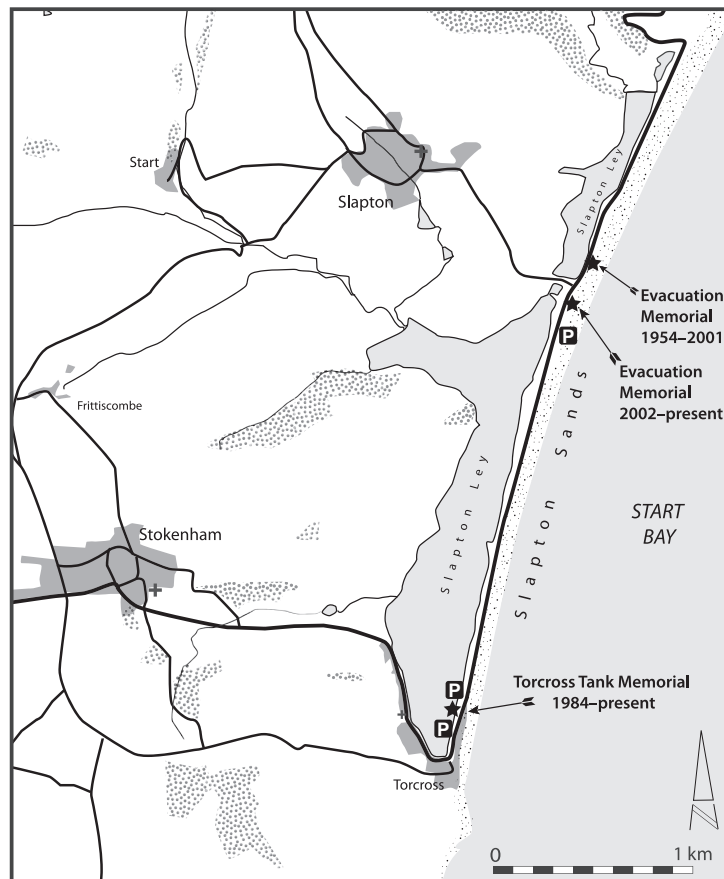 Start
Slapton
Slapton Ley
Evacuation
Memorial
1954–2001
P
Evacuation
Memorial
2002–present
Frittiscombe
Slapton Sands
Slapton Ley
START
BAY
Stokenham
P
Torcross Tank Memorial
1984–present
P
Torcross
N
0 1 km